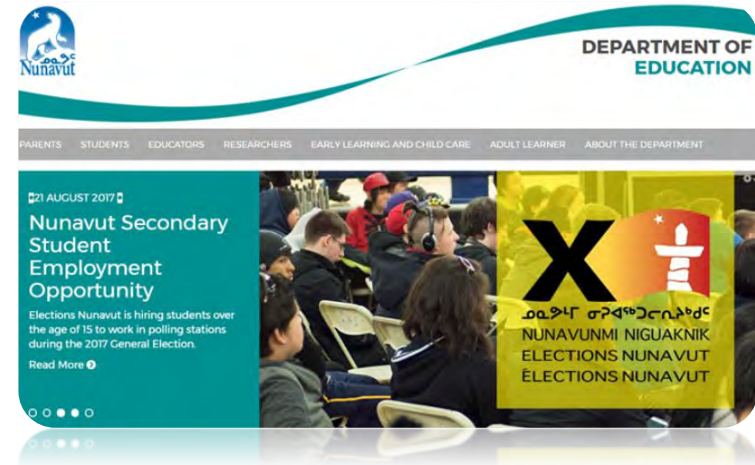 Nunavut
DEPARTMENT OF
EDUCATION
PARENTS STUDENTS EDUCATORS RESEARCHERS EARLY LEARNING AND CHILD CARE ADULT LEARNER ABOUT THE DEPARTMENT
21 AUGUST 2017
Nunavut Secondary
Student
Employment
Opportunity
Elections Nunavut is hiring students over
the age of 15 to work in polling stations
during the 2017 General Election.
Read More
X
ᓄᓇᕗᒻᒥ ᓂᕈᐊᖅᑐᓕᕆᔨᒃᑯᑦ
NUNAVUNMI NIGUAKNIK
ELECTIONS NUNAVUT
ÉLECTIONS NUNAVUT